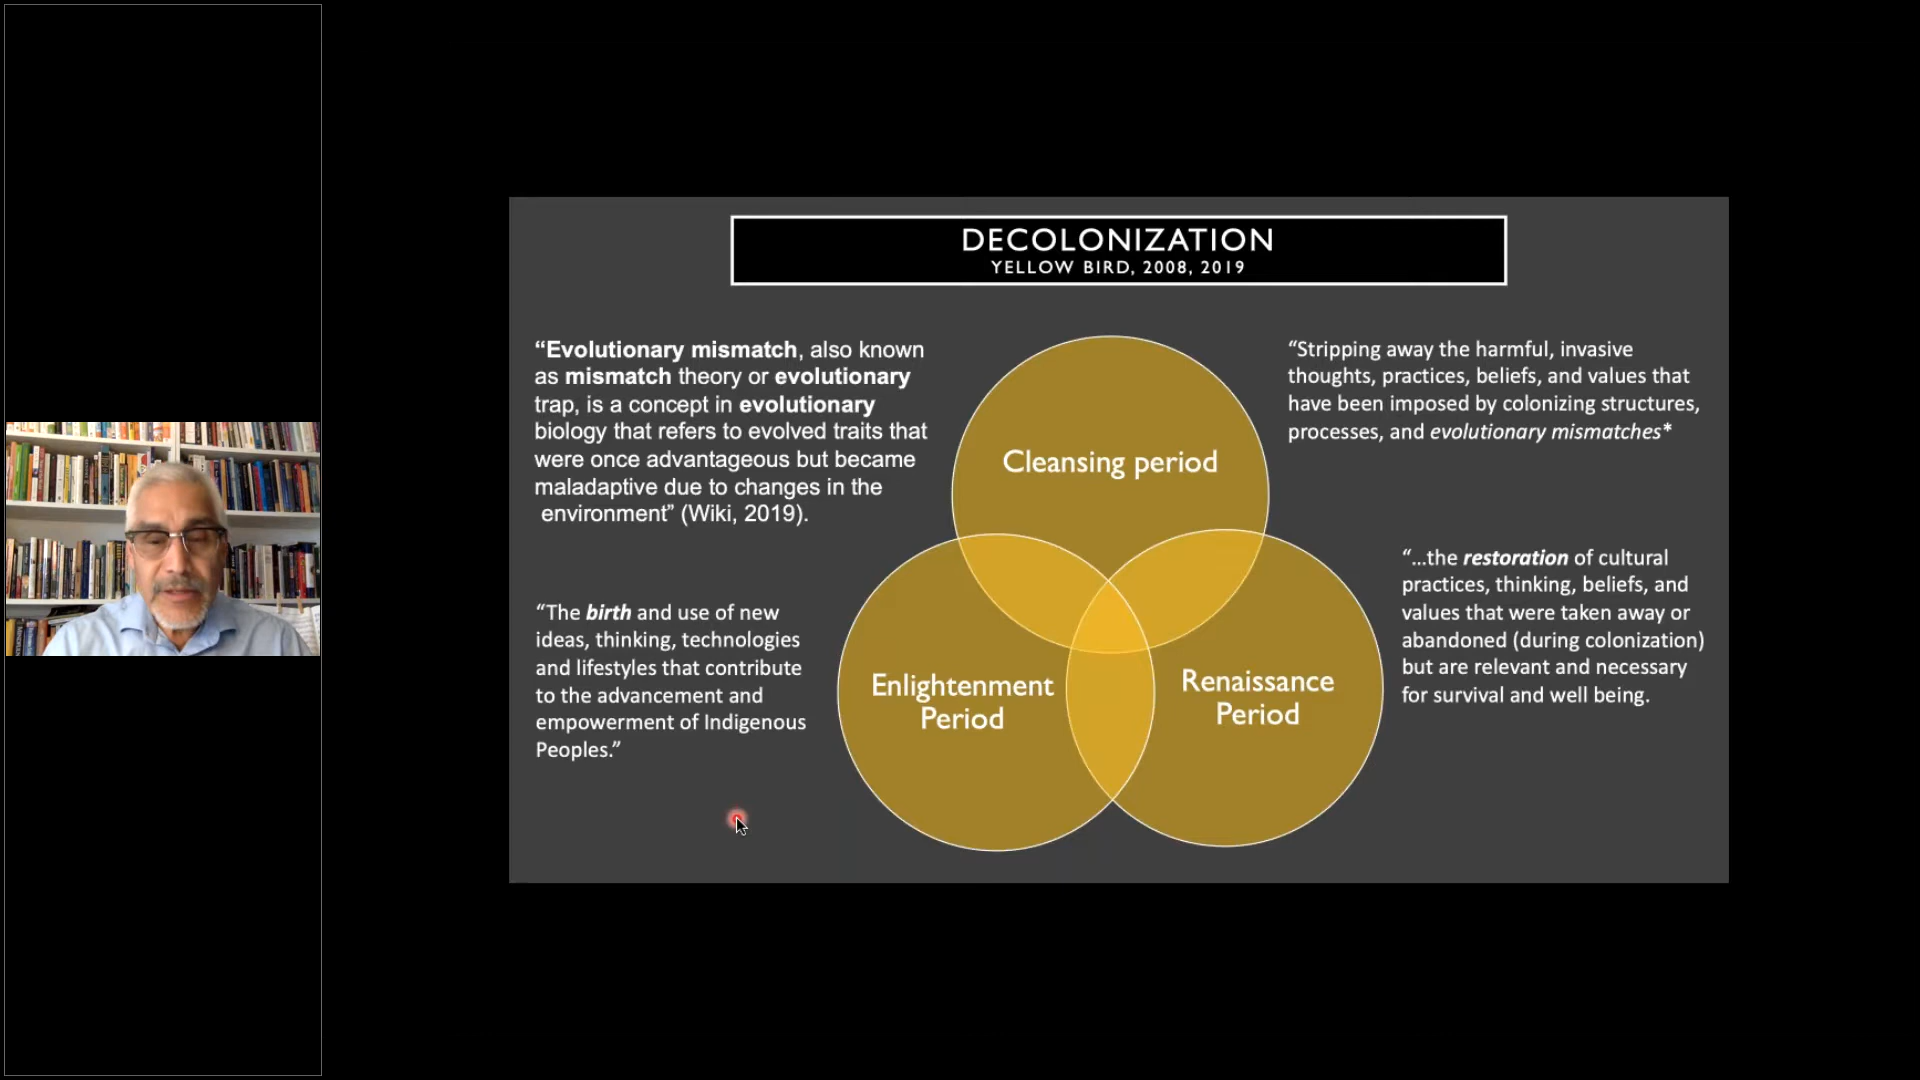 DECOLONIZATION
YELLOW BIRD, 2008, 2019
“Evolutionary mismatch, also known
as mismatch theory or evolutionary
trap, is a concept in evolutionary
biology that refers to evolved traits that
were once advantageous but became
maladaptive due to changes in the
environment” (Wiki, 2019).
“The birth and use of new
ideas, thinking, technologies
and lifestyles that contribute
to the advancement and
empowerment of Indigenous
Peoples.”
Cleansing period
Enlightenment
Period
Renaissance
Period
“Stripping away the harmful, invasive
thoughts, practices, beliefs, and values that
have been imposed by colonizing structures,
processes, and evolutionary mismatches*
“…the restoration of cultural
practices, thinking, beliefs, and
values that were taken away or
abandoned (during colonization)
but are relevant and necessary
for survival and well being.